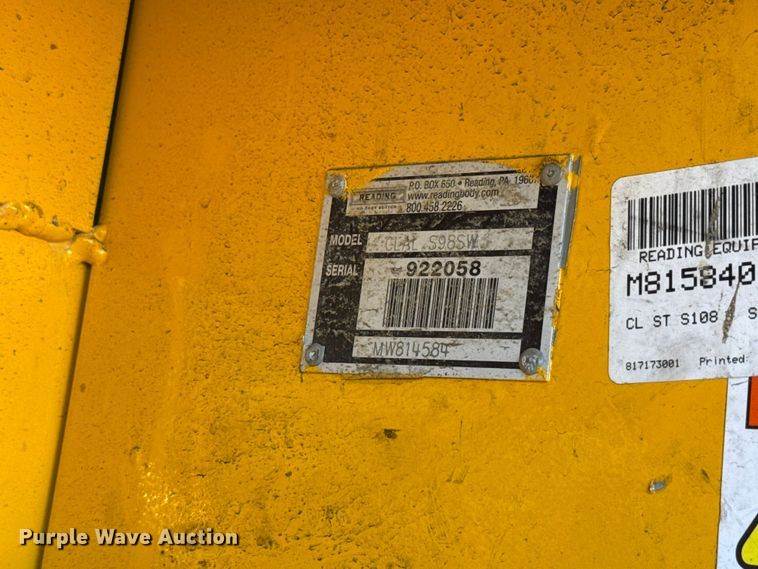 P.O. BOX 650 • Reading, PA
READING
www.readingbody.com
800.458.2226
MODEL CLAL S98SW
SERIAL 922058
MW814584
READING EQUIP
M815840
CL ST S108 S
817173001 Printed:
Purple Wave Auction